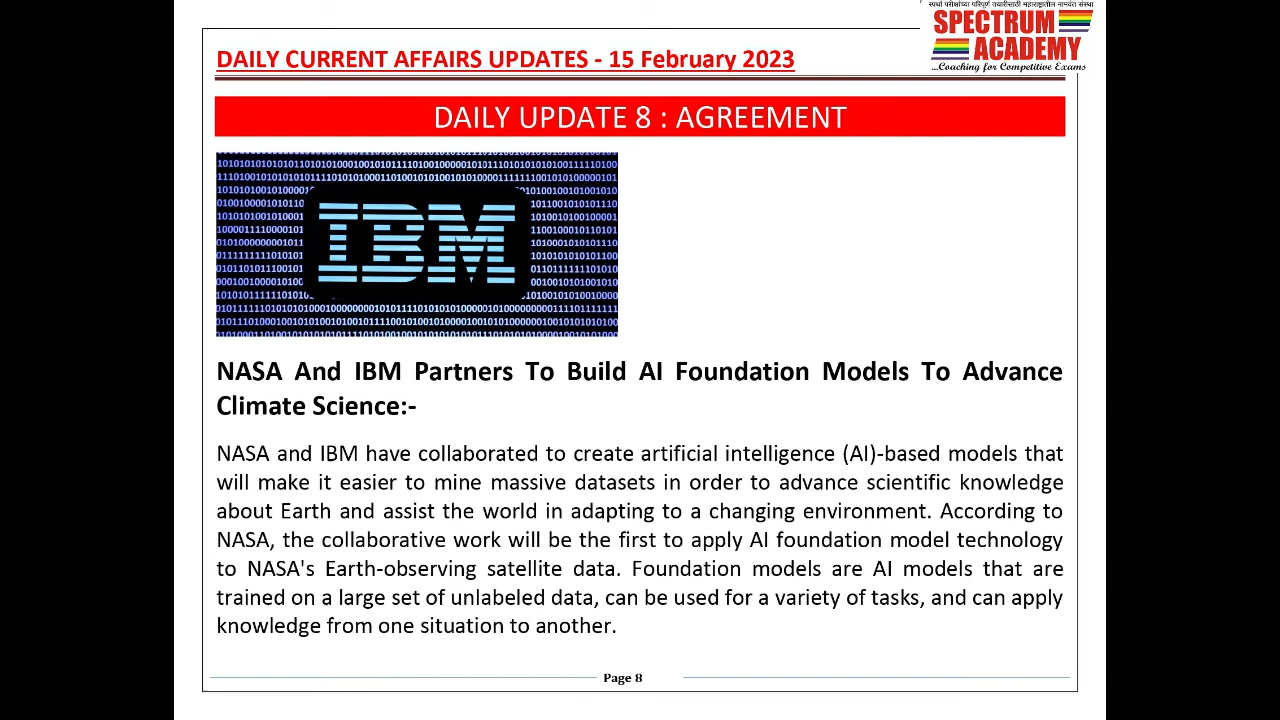 स्पर्धा परीक्षांच्या परिपूर्ण तयारीसाठी महाराष्ट्रातील नामवंत संस्था
SPECTRUM
ACADEMY
...Coaching for Competitive Exams
DAILY CURRENT AFFAIRS UPDATES - 15 February 2023
DAILY UPDATE 8 : AGREEMENT
IBM
NASA And IBM Partners To Build AI Foundation Models To Advance
Climate Science:-
NASA and IBM have collaborated to create artificial intelligence (AI)-based models that
will make it easier to mine massive datasets in order to advance scientific knowledge
about Earth and assist the world in adapting to a changing environment. According to
NASA, the collaborative work will be the first to apply AI foundation model technology
to NASA's Earth-observing satellite data. Foundation models are AI models that are
trained on a large set of unlabeled data, can be used for a variety of tasks, and can apply
knowledge from one situation to another.
Page 8